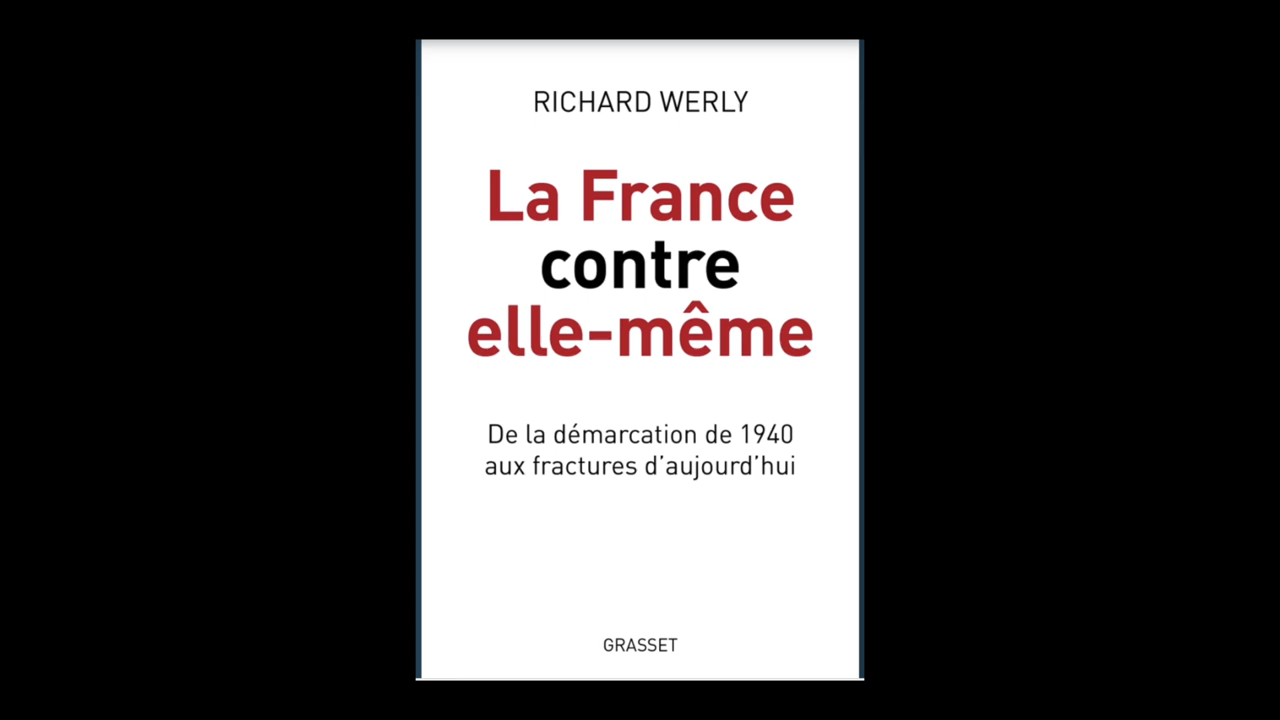 RICHARD WERLY
La France
contre
elle-même
De la démarcation de 1940
aux fractures d'aujourd'hui
GRASSET